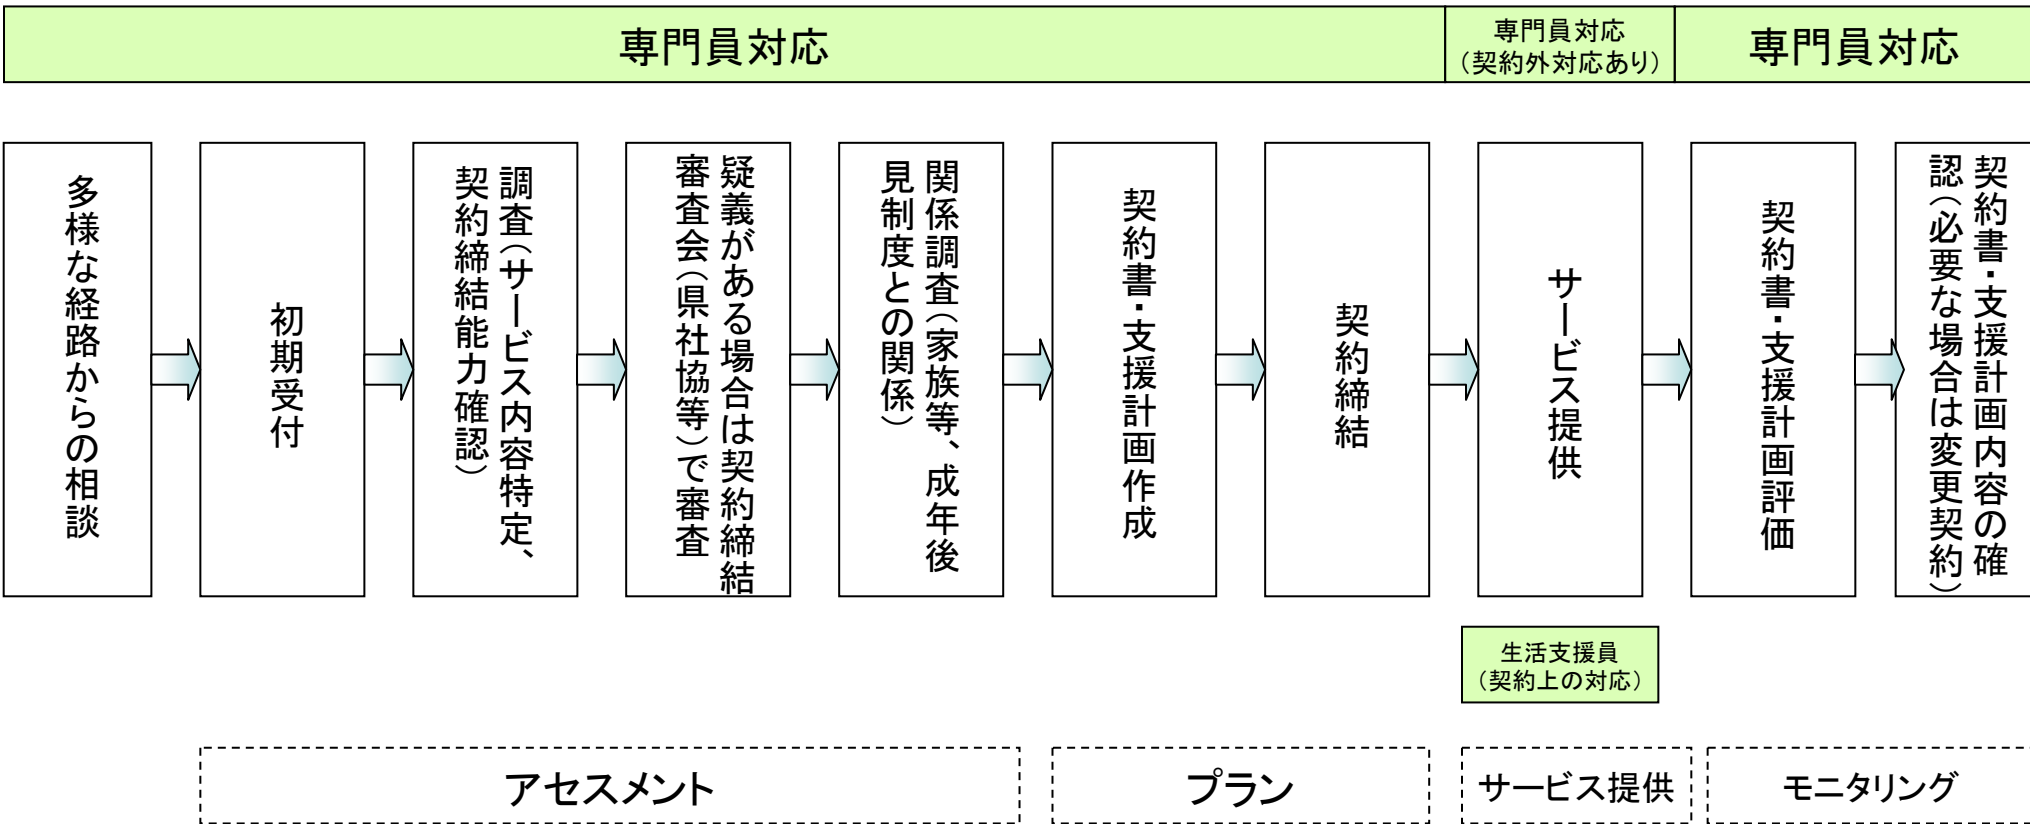 専門員対応
専門員対応
（契約外対応あり）
専門員対応
多様な経路からの相談
初期受付
調査（サービス内容特定、
契約締結能力確認）
疑義がある場合は契約締結
審査会（県社協等）で審査
関係調査（家族等、成年後
見制度との関係）
契約書・支援計画作成
契約締結
サービス提供
契約書・支援計画評価
契約書・支援計画内容の確
認（必要な場合は変更契約）
生活支援員
（契約上の対応）
アセスメント
プラン
サービス提供
モニタリング